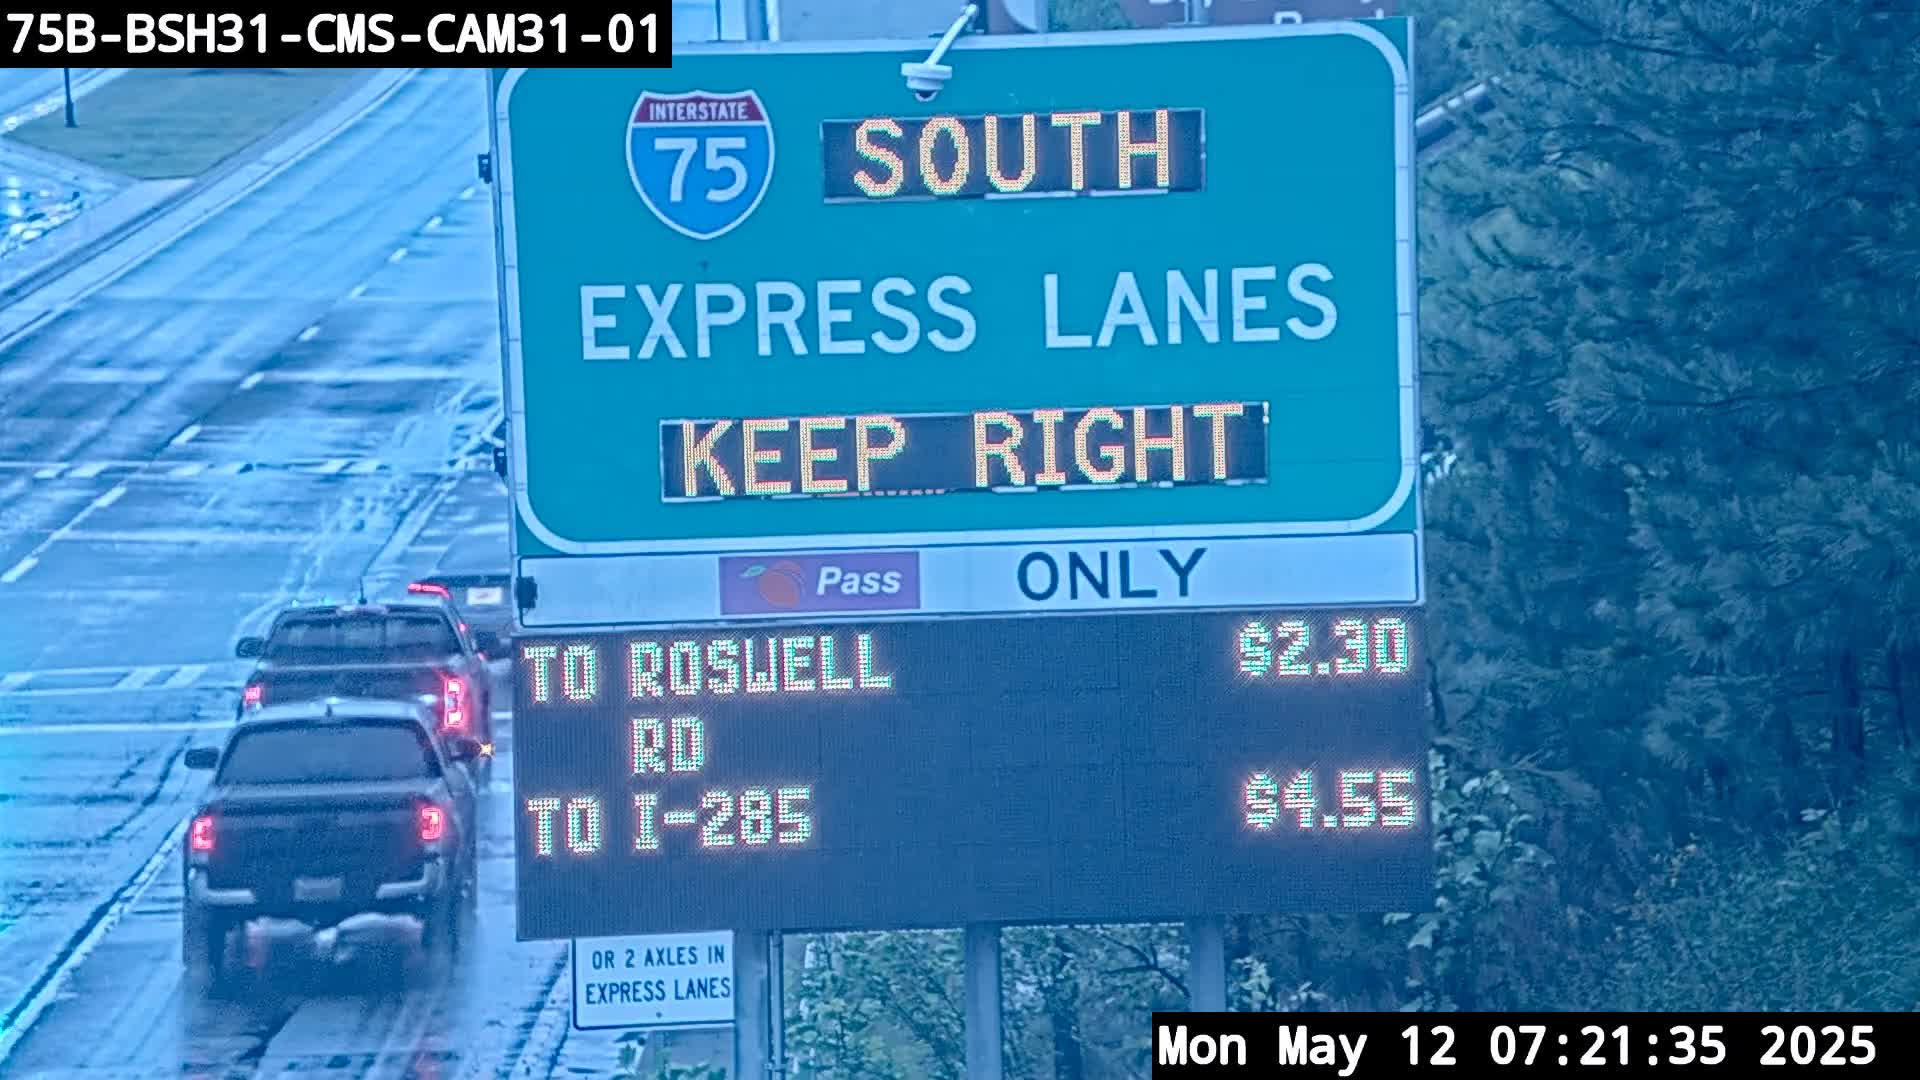 75B-BSH31-CMS-CAM31-01
INTERSTATE
75
SOUTH
EXPRESS LANES
KEEP RIGHT
Pass ONLY
TO ROSWELL $2.30
RD
TO I-285 $4.55
OR 2 AXLES IN
EXPRESS LANES
Mon May 12 07:21:35 2025